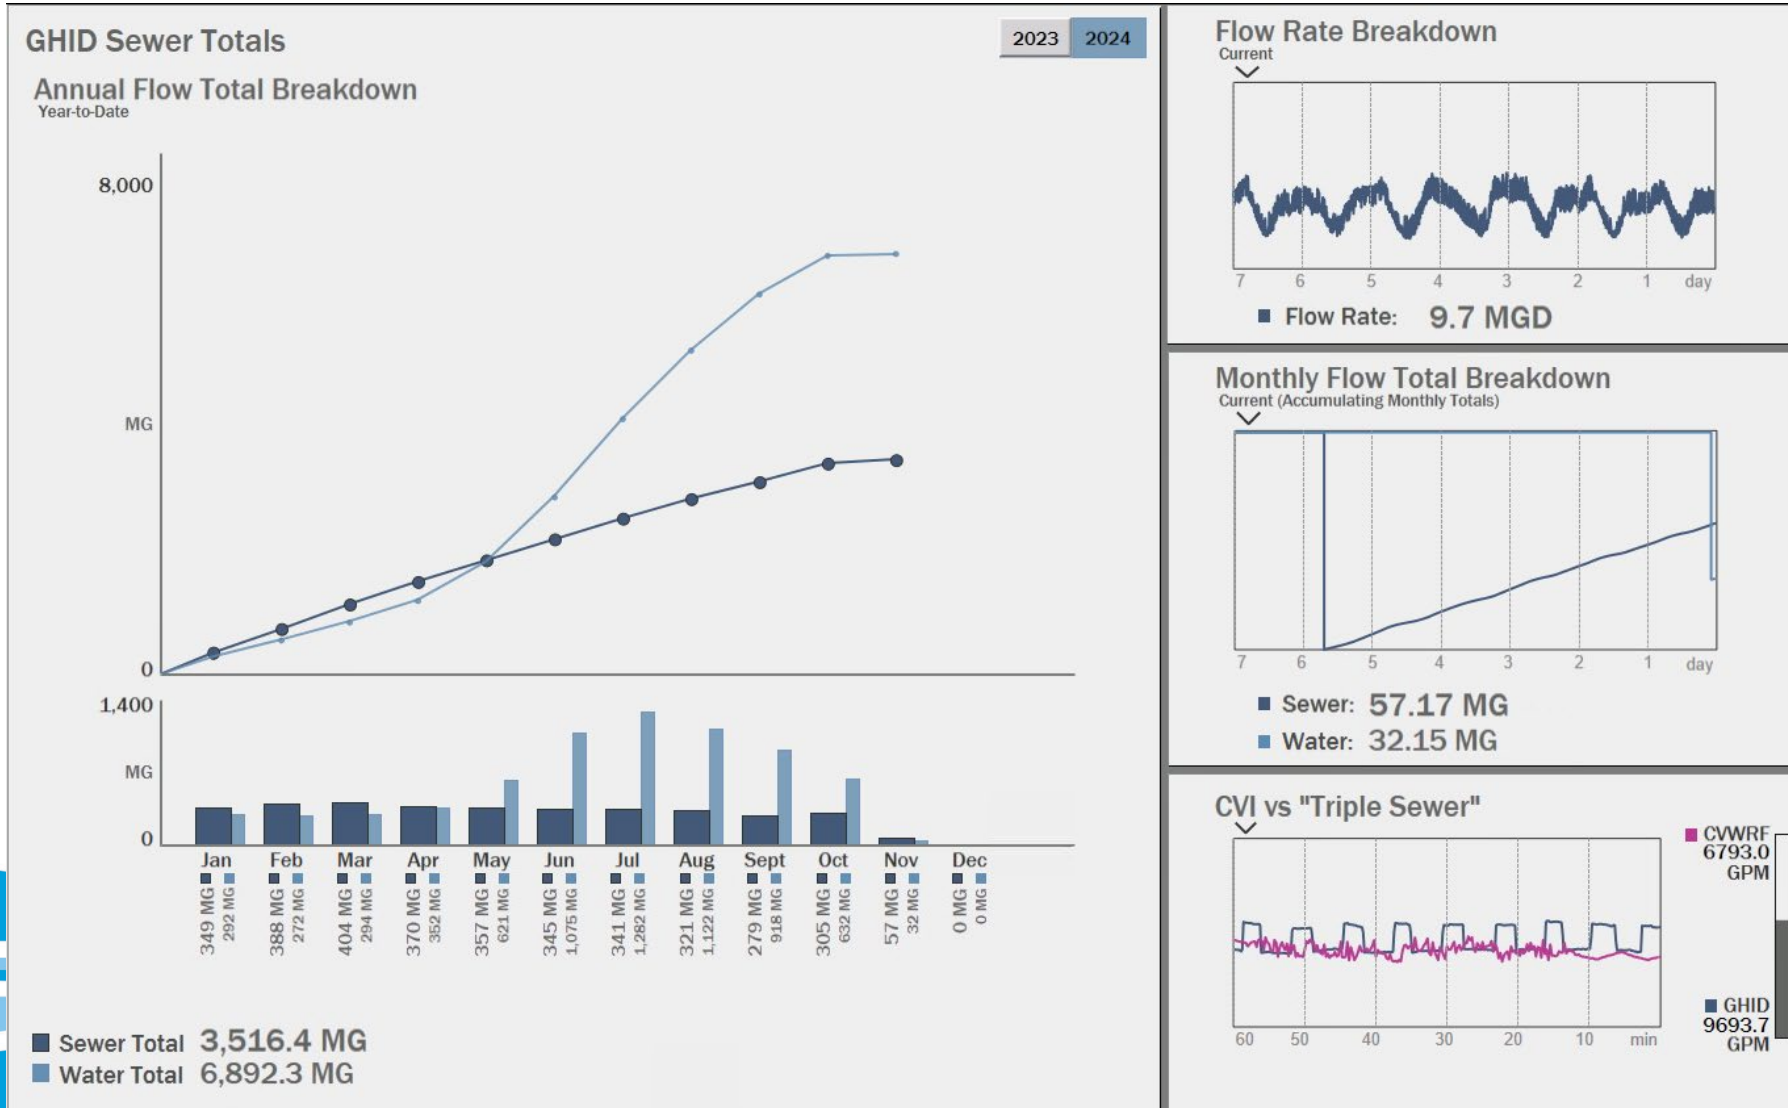 GHID Sewer Totals
2023 2024
Annual Flow Total Breakdown
Year-to-Date
8,000
MG
0
1,400
MG
0
Jan Feb Mar Apr May Jun Jul Aug Sept Oct Nov Dec
349 MG 292 MG 388 MG 272 MG 404 MG 294 MG 370 MG 352 MG 357 MG 621 MG 345 MG 1,075 MG 341 MG 1,282 MG 321 MG 1,122 MG 279 MG 918 MG 305 MG 632 MG 57 MG 32 MG 0 MG 0 MG
Sewer Total 3,516.4 MG
Water Total 6,892.3 MG
Flow Rate Breakdown
Current
7 6 5 4 3 2 1 day
Flow Rate: 9.7 MGD
Monthly Flow Total Breakdown
Current (Accumulating Monthly Totals)
7 6 5 4 3 2 1 day
Sewer: 57.17 MG
Water: 32.15 MG
CVI vs "Triple Sewer"
CVWRF
6793.0
GPM
GHID
9693.7
GPM
60 50 40 30 20 10 min